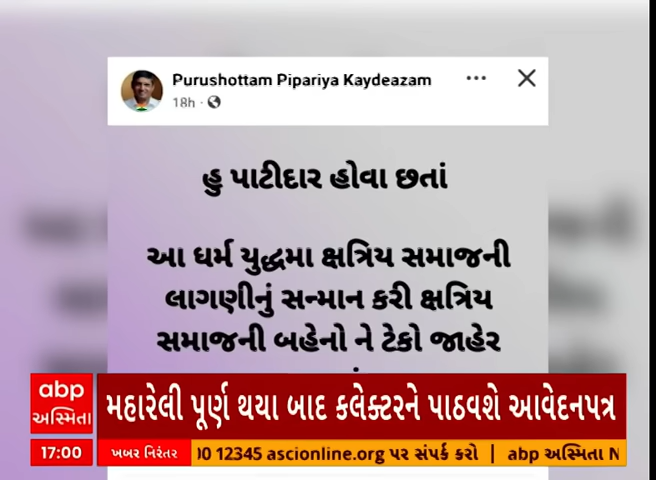 Purushottam Pipariya Kaydeazam
18h
હુ પાટીદાર હોવા છતાં
આ ધર્મ યુદ્ધમા ક્ષત્રિય સમાજની
લાગણીનું સન્માન કરી ક્ષત્રિય
સમાજની બહેનો ને ટેકો જાહેર
abp
અસ્મિતા
મહારેલી પૂર્ણ થયા બાદ કલેક્ટરને પાઠવશે આવેદનપત્ર
17:00
ખબર નિરંતર
00 12345 ascionline.org પર સંપર્ક કરો | abp અસ્મિતા N